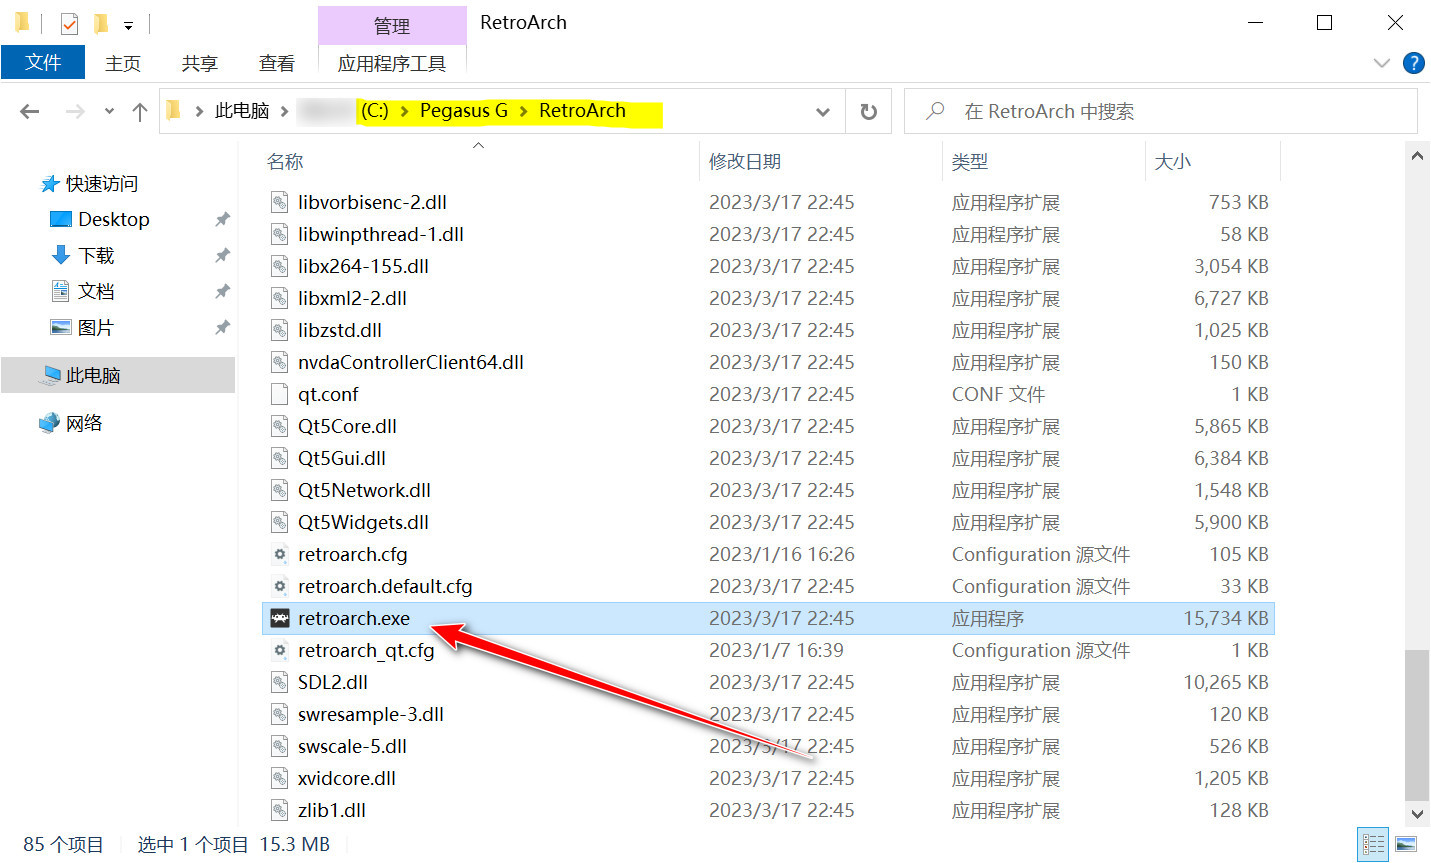 管理
RetroArch
文件
主页
共享
查看
应用程序工具
?
此电脑
(C:)
Pegasus G
RetroArch
在 RetroArch 中搜索
快速访问
Desktop
下载
文档
图片
此电脑
网络
名称 修改日期 类型 大小
libvorbisenc-2.dll 2023/3/17 22:45 应用程序扩展 753 KB
libwinpthread-1.dll 2023/3/17 22:45 应用程序扩展 58 KB
libx264-155.dll 2023/3/17 22:45 应用程序扩展 3,054 KB
libxml2-2.dll 2023/3/17 22:45 应用程序扩展 6,727 KB
libzstd.dll 2023/3/17 22:45 应用程序扩展 1,025 KB
nvdaControllerClient64.dll 2023/3/17 22:45 应用程序扩展 150 KB
qt.conf 2023/3/17 22:45 CONF 文件 1 KB
Qt5Core.dll 2023/3/17 22:45 应用程序扩展 5,865 KB
Qt5Gui.dll 2023/3/17 22:45 应用程序扩展 6,384 KB
Qt5Network.dll 2023/3/17 22:45 应用程序扩展 1,548 KB
Qt5Widgets.dll 2023/3/17 22:45 应用程序扩展 5,900 KB
retroarch.cfg 2023/1/16 16:26 Configuration 源文件 105 KB
retroarch.default.cfg 2023/3/17 22:45 Configuration 源文件 33 KB
retroarch.exe 2023/3/17 22:45 应用程序 15,734 KB
retroarch_qt.cfg 2023/1/7 16:39 Configuration 源文件 1 KB
SDL2.dll 2023/3/17 22:45 应用程序扩展 10,265 KB
swresample-3.dll 2023/3/17 22:45 应用程序扩展 120 KB
swscale-5.dll 2023/3/17 22:45 应用程序扩展 526 KB
xvidcore.dll 2023/3/17 22:45 应用程序扩展 1,205 KB
zlib1.dll 2023/3/17 22:45 应用程序扩展 128 KB
85 个项目
选中 1 个项目 15.3 MB